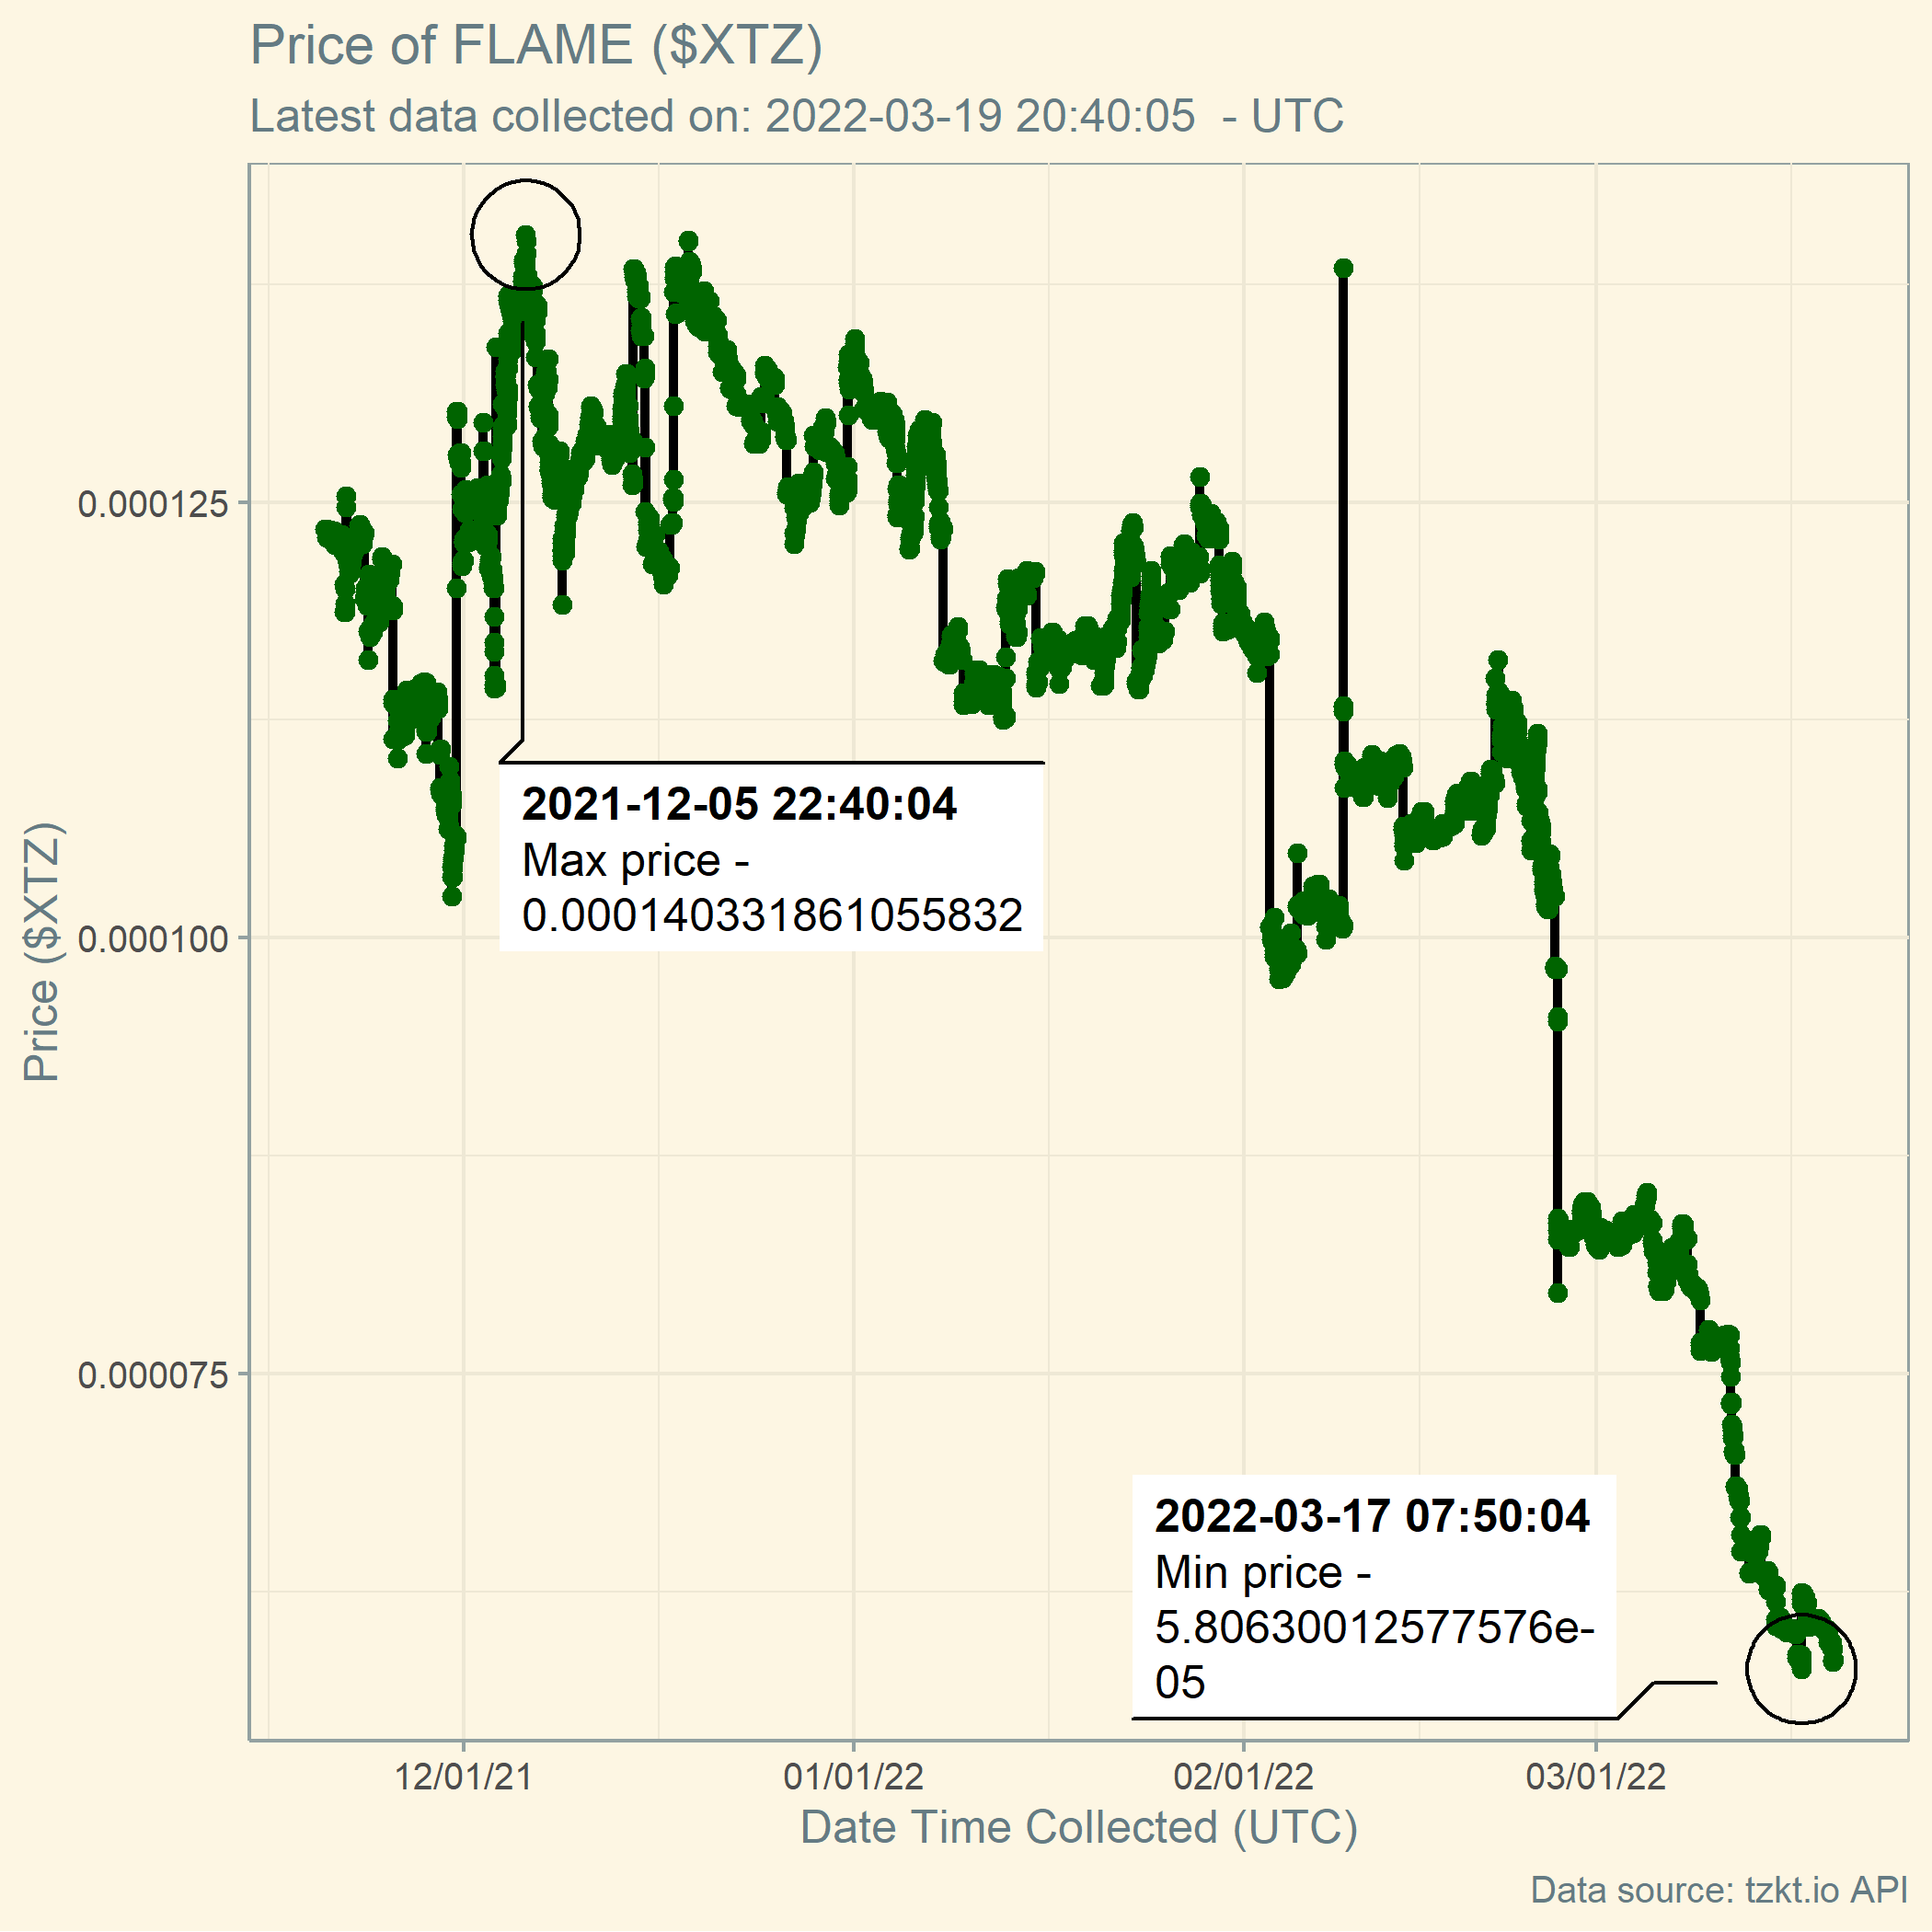 Price of FLAME ($XTZ)
Latest data collected on: 2022-03-19 20:40:05  - UTC
Price ($XTZ)
0.000125
0.000100
0.000075
2021-12-05 22:40:04
Max price -
0.000140331861055832
2022-03-17 07:50:04
Min price -
5.80630012577576e-
05
12/01/21
01/01/22
02/01/22
03/01/22
Date Time Collected (UTC)
Data source: tzkt.io API